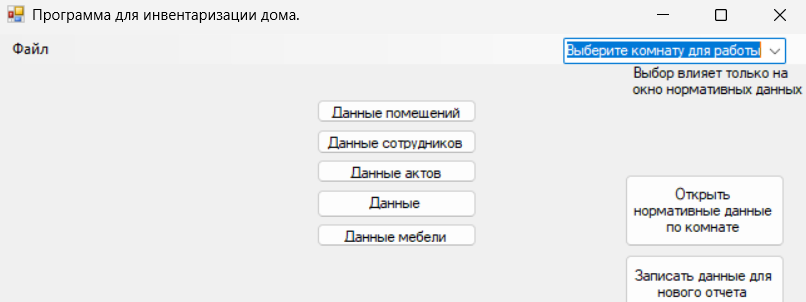 Программа для инвентаризации дома.
Файл
Выберите комнату для работы
Выбор влияет только на
окно нормативных данных
Данные помещений
Данные сотрудников
Данные актов
Данные
Данные мебели
Открыть
нормативные данные
по комнате
Записать данные для
нового отчета